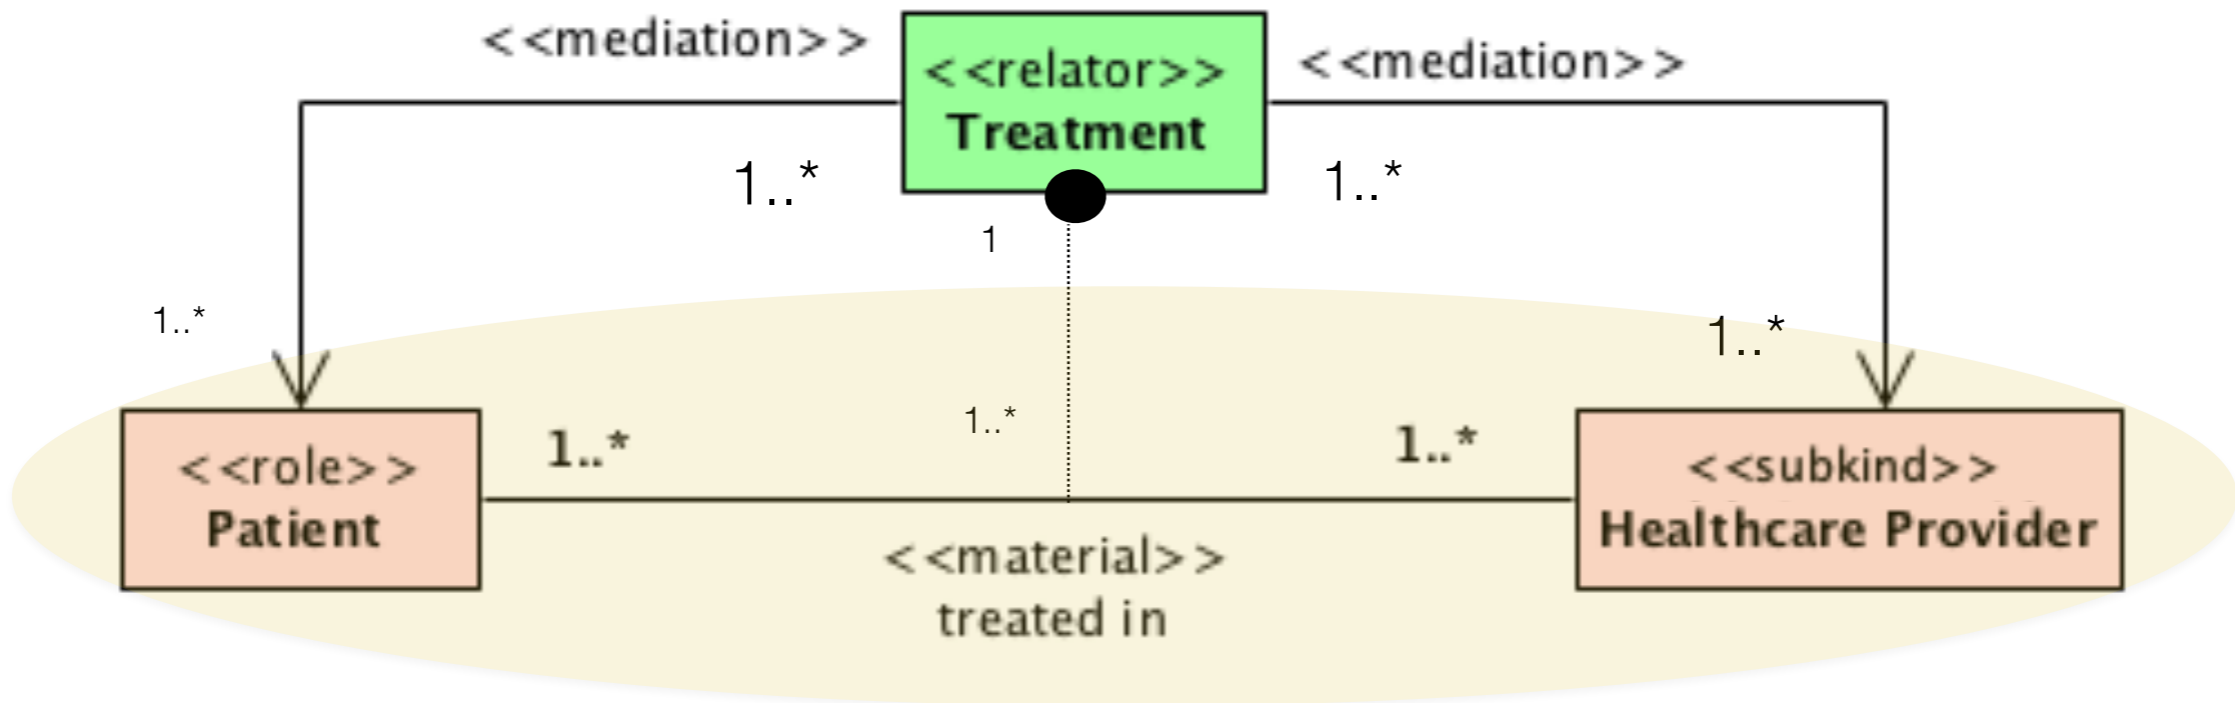 <<mediation>>
<<relator>>
Treatment
<<mediation>>
1..*
1..*
1
1..*
1..*
<<role>>
Patient
1..*
1..*
1..*
<<subkind>>
Healthcare Provider
<<material>>
treated in